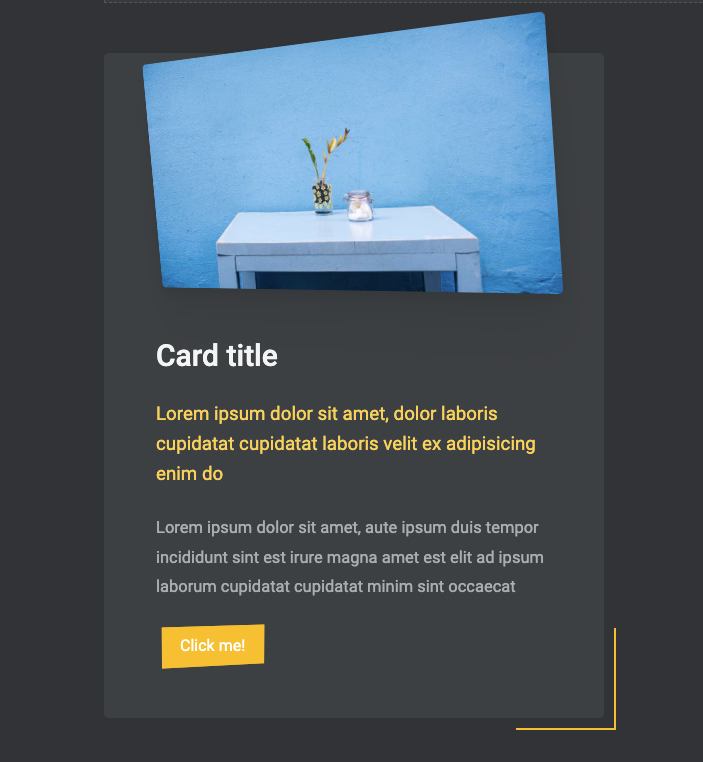 Card title
Lorem ipsum dolor sit amet, dolor laboris
cupidatat cupidatat laboris velit ex adipisicing
enim do
Lorem ipsum dolor sit amet, aute ipsum duis tempor
incididunt sint est irure magna amet est elit ad ipsum
laborum cupidatat cupidatat minim sint occaecat
Click me!